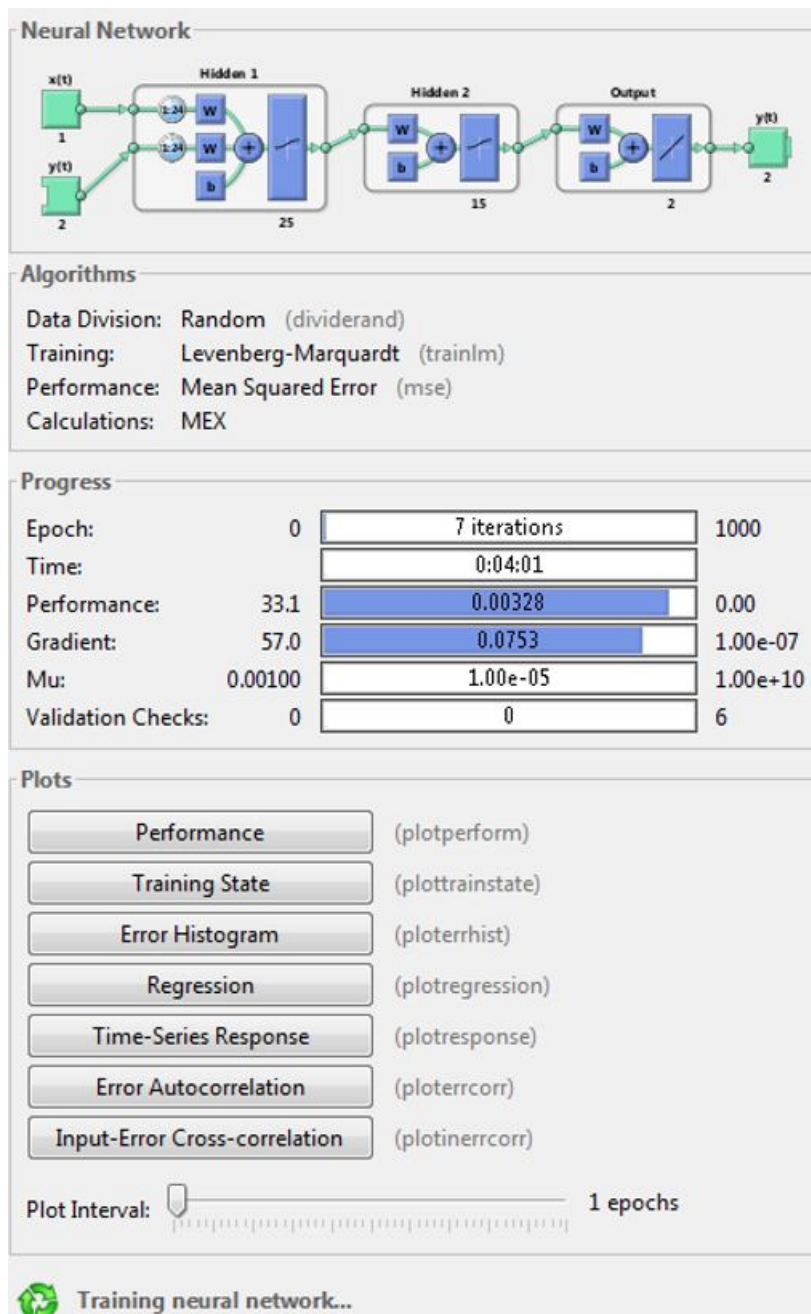 Neural Network
Hidden 1
x(t)
Hidden 2
Output
1:24 W
W
W
y(t)
1
1:24 W
+
+
+
y(t)
b
b
b
2
2
25
15
2
Algorithms
Data Division: Random (dividerand)
Training: Levenberg-Marquardt (trainlm)
Performance: Mean Squared Error (mse)
Calculations: MEX
Progress
Epoch: 0 7 iterations 1000
Time: 0:04:01
Performance: 33.1 0.00328 0.00
Gradient: 57.0 0.0753 1.00e-07
Mu: 0.00100 1.00e-05 1.00e+10
Validation Checks: 0 0 6
Plots
Performance (plotperform)
Training State (plottrainstate)
Error Histogram (ploterrhist)
Regression (plotregression)
Time-Series Response (plotresponse)
Error Autocorrelation (ploterrcorr)
Input-Error Cross-correlation (plotinerrcorr)
Plot Interval: 1 epochs
Training neural network...